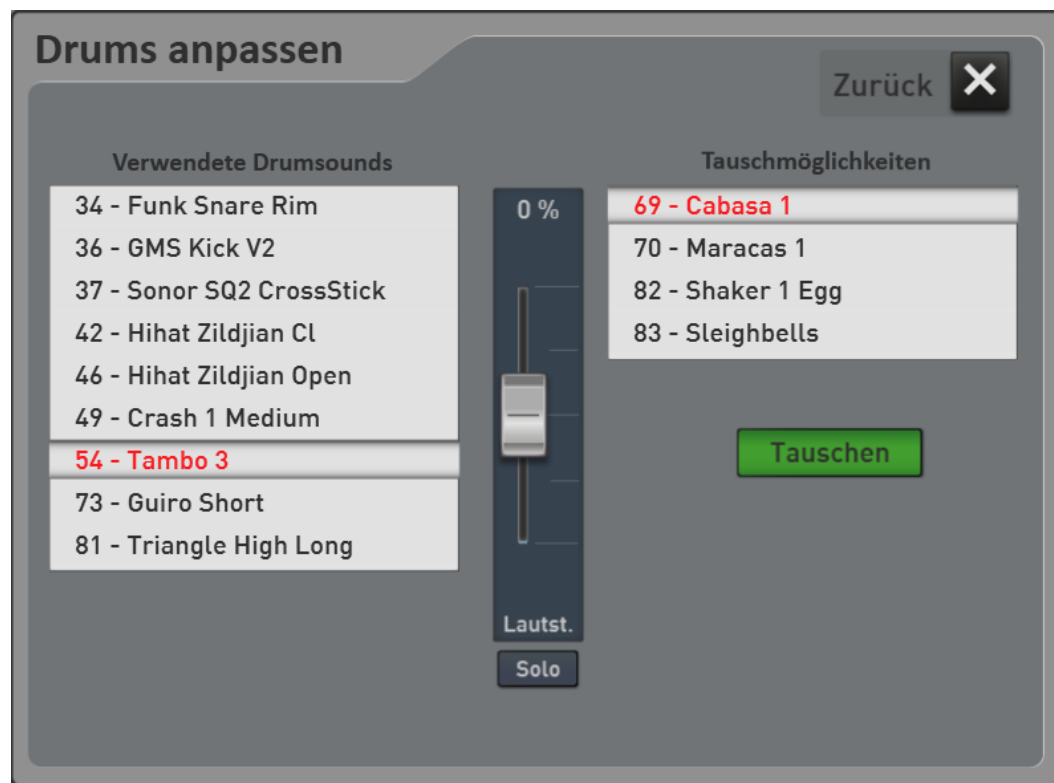 Drums anpassen
Zurück
Verwendete Drumsounds
34 - Funk Snare Rim
36 - GMS Kick V2
37 - Sonor SQ2 CrossStick
42 - Hihat Zildjian Cl
46 - Hihat Zildjian Open
49 - Crash 1 Medium
54 - Tambo 3
73 - Guiro Short
81 - Triangle High Long
0 %
Lautst.
Solo
Tauschmöglichkeiten
69 - Cabasa 1
70 - Maracas 1
82 - Shaker 1 Egg
83 - Sleighbells
Tauschen